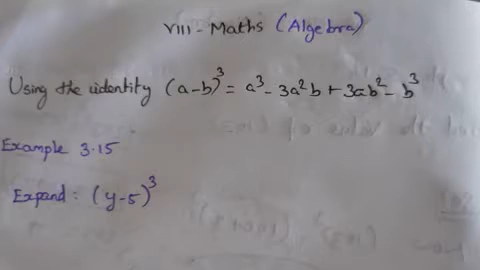 VIII - Maths (Algebra)
Using the identity (a-b)³ = a³ - 3a²b + 3ab² - b³
Example 3.15
Expand: (y-5)³